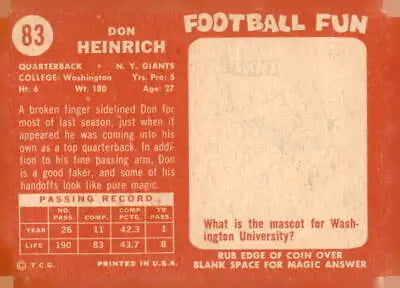 83
DON
HEINRICH
QUARTERBACK N. Y. GIANTS
COLLEGE: Washington Yrs. Pro: 5
Ht: 6 Wt: 180 Age: 27
A broken finger sidelined Don for
most of last season, just when it
appeared he was coming into his
own as a top quarterback. In addi-
tion to his fine passing arm, Don
is a good faker, and some of his
handoffs look like pure magic.
PASSING RECORD
NO. PASS. COMP. COMP. PCTG. TD. PASS.
YEAR 26 11 42.3 1
LIFE 190 83 43.7 8
© T.C.G. PRINTED IN U.S.A.
FOOTBALL FUN
What is the mascot for Wash-
ington University?
RUB EDGE OF COIN OVER
BLANK SPACE FOR MAGIC ANSWER